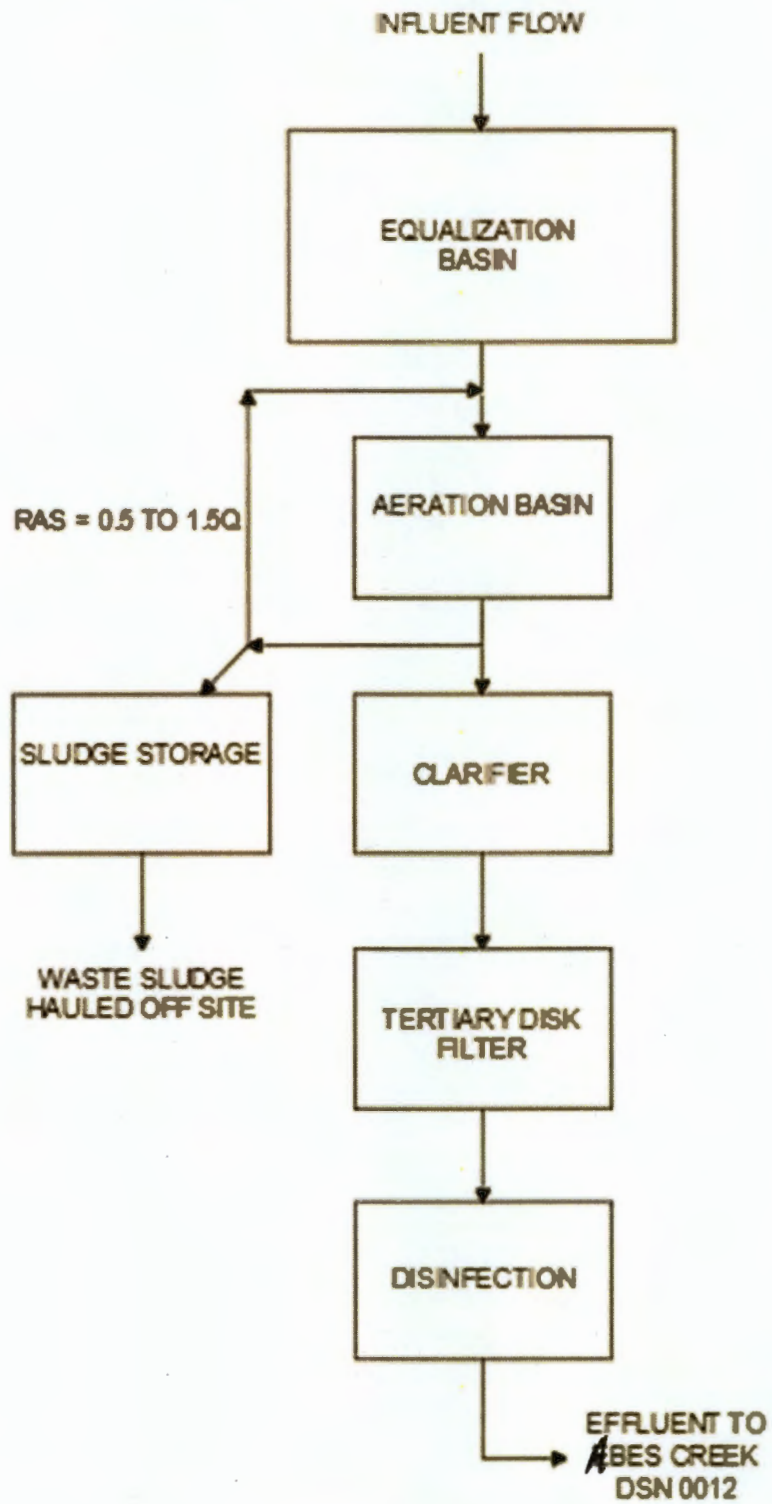 INFLUENT FLOW
EQUALIZATION
BASIN
AERATION BASIN
RAS = 0.5 TO 1.5Q
SLUDGE STORAGE
CLARIFIER
WASTE SLUDGE
HAULED OFF SITE
TERTIARY DISK
FILTER
DISINFECTION
EFFLUENT TO
ABES CREEK
DSN 0012